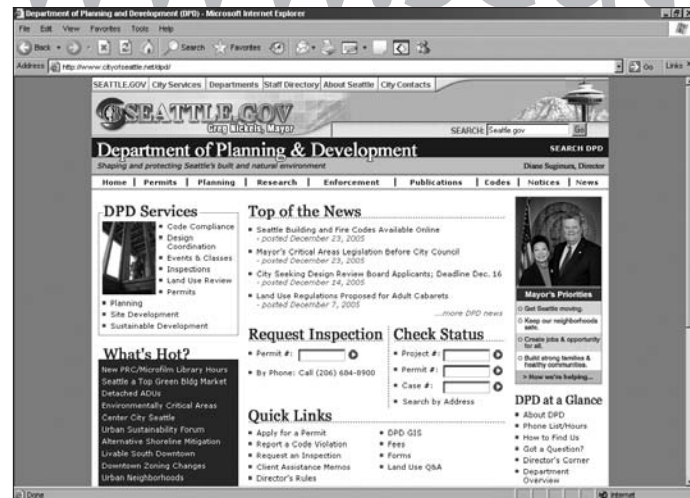 Department of Planning and Development (DPD) - Microsoft Internet Explorer
File Edit View Favorites Tools Help
Back Search Favorites
Address http://www.cityofseattle.net/dpd/ Go Links
SEATTLE.GOV City Services Departments Staff Directory About Seattle City Contacts
SEATTLE.GOV
Greg Nickels, Mayor
SEARCH: Seattle.gov Go
Department of Planning & Development
SEARCH DPD
Shaping and protecting Seattle's built and natural environment
Diane Sugimura, Director
Home | Permits | Planning | Research | Enforcement | Publications | Codes | Notices | News
DPD Services
Code Compliance
Design
Coordination
Events & Classes
Inspections
Land Use Review
Permits
Planning
Site Development
Sustainable Development
What's Hot?
New PRC/Microfilm Library Hours
Seattle a Top Green Bldg Market
Detached ADUs
Environmentally Critical Areas
Center City Seattle
Urban Sustainability Forum
Alternative Shoreline Mitigation
Livable South Downtown
Downtown Zoning Changes
Urban Neighborhoods
Top of the News
Seattle Building and Fire Codes Available Online
- posted December 23, 2005
Mayor's Critical Areas Legislation Before City Council
- posted December 23, 2005
City Seeking Design Review Board Applicants; Deadline Dec. 16
- posted December 14, 2005
Land Use Regulations Proposed for Adult Cabarets
- posted December 7, 2005
...more DPD news
Request Inspection
Permit #:
By Phone: Call (206) 684-8900
Check Status
Project #:
Permit #:
Case #:
Search by Address
Quick Links
Apply for a Permit
Report a Code Violation
Request an Inspection
Client Assistance Memos
Director's Rules
DPD GIS
Fees
Forms
Land Use Q&A
Mayor's Priorities
Get Seattle moving.
Keep our neighborhoods
safe.
Create jobs & opportunity
for all.
Build strong families &
healthy communities.
> How we're helping...
DPD at a Glance
About DPD
Phone List/Hours
How to Find Us
Got a Question?
Director's Corner
Department
Overview
Done
Internet